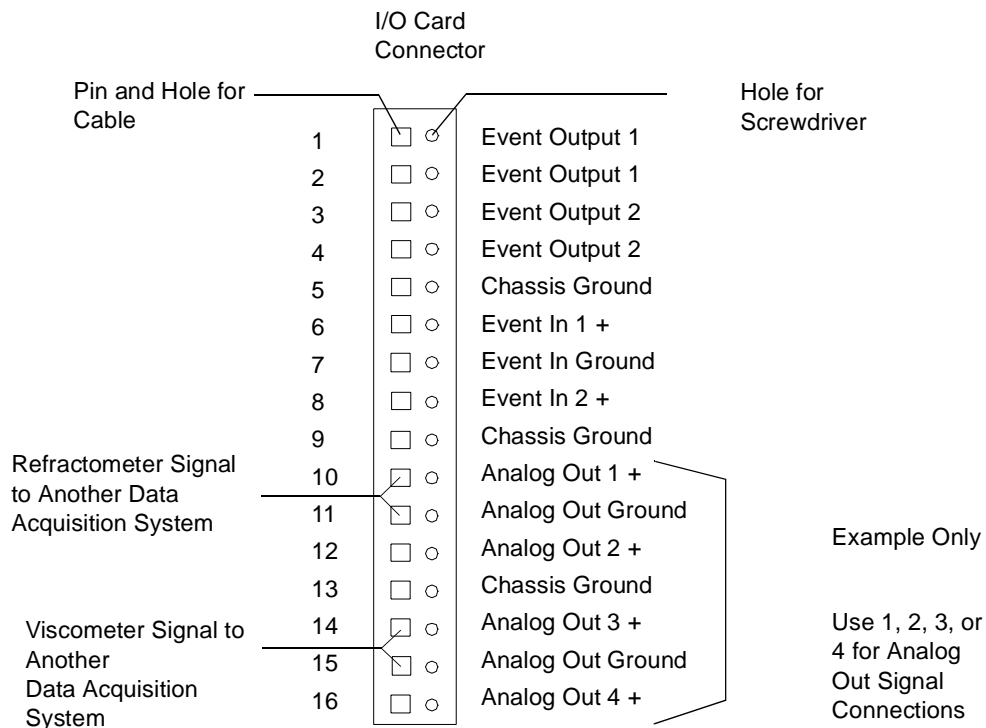 I/O Card
Connector
Pin and Hole for
Cable
Hole for
Screwdriver
1 Event Output 1
2 Event Output 1
3 Event Output 2
4 Event Output 2
5 Chassis Ground
6 Event In 1 +
7 Event In Ground
8 Event In 2 +
9 Chassis Ground
10 Analog Out 1 +
11 Analog Out Ground
12 Analog Out 2 +
13 Chassis Ground
14 Analog Out 3 +
15 Analog Out Ground
16 Analog Out 4 +
Refractometer Signal
to Another Data
Acquisition System
Viscometer Signal to
Another
Data Acquisition
System
Example Only
Use 1, 2, 3, or
4 for Analog
Out Signal
Connections